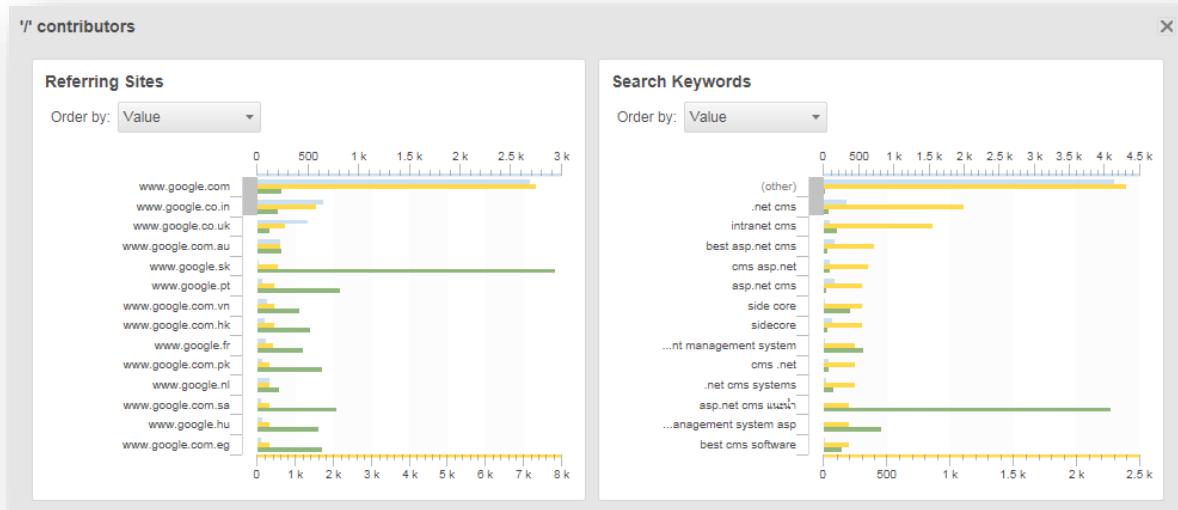 '/' contributors
Referring Sites
Order by: Value
0 500 1 k 1.5 k 2 k 2.5 k 3 k
www.google.com
www.google.co.in
www.google.co.uk
www.google.com.au
www.google.sk
www.google.pt
www.google.com.vn
www.google.com.hk
www.google.fr
www.google.com.pk
www.google.nl
www.google.com.sa
www.google.hu
www.google.com.eg
0 1 k 2 k 3 k 4 k 5 k 6 k 7 k 8 k
Search Keywords
Order by: Value
0 500 1 k 1.5 k 2 k 2.5 k 3 k 3.5 k 4 k 4.5 k
(other)
.net cms
intranet cms
best asp.net cms
cms asp.net
asp.net cms
side core
sidecore
...nt management system
cms .net
.net cms systems
asp.net cms แนะนำ
...anagement system asp
best cms software
0 500 1 k 1.5 k 2 k 2.5 k